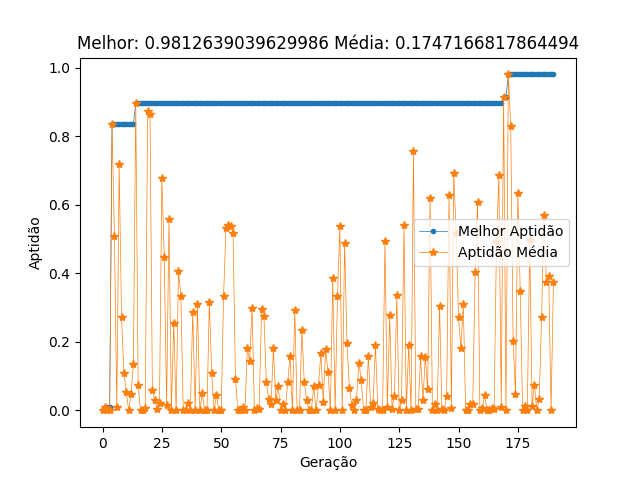 Melhor: 0.9812639039629986 Média: 0.1747166817864494
1.0
0.8
0.6
0.4
0.2
0.0
Aptidão
Melhor Aptidão
Aptidão Média
0 25 50 75 100 125 150 175
Geração